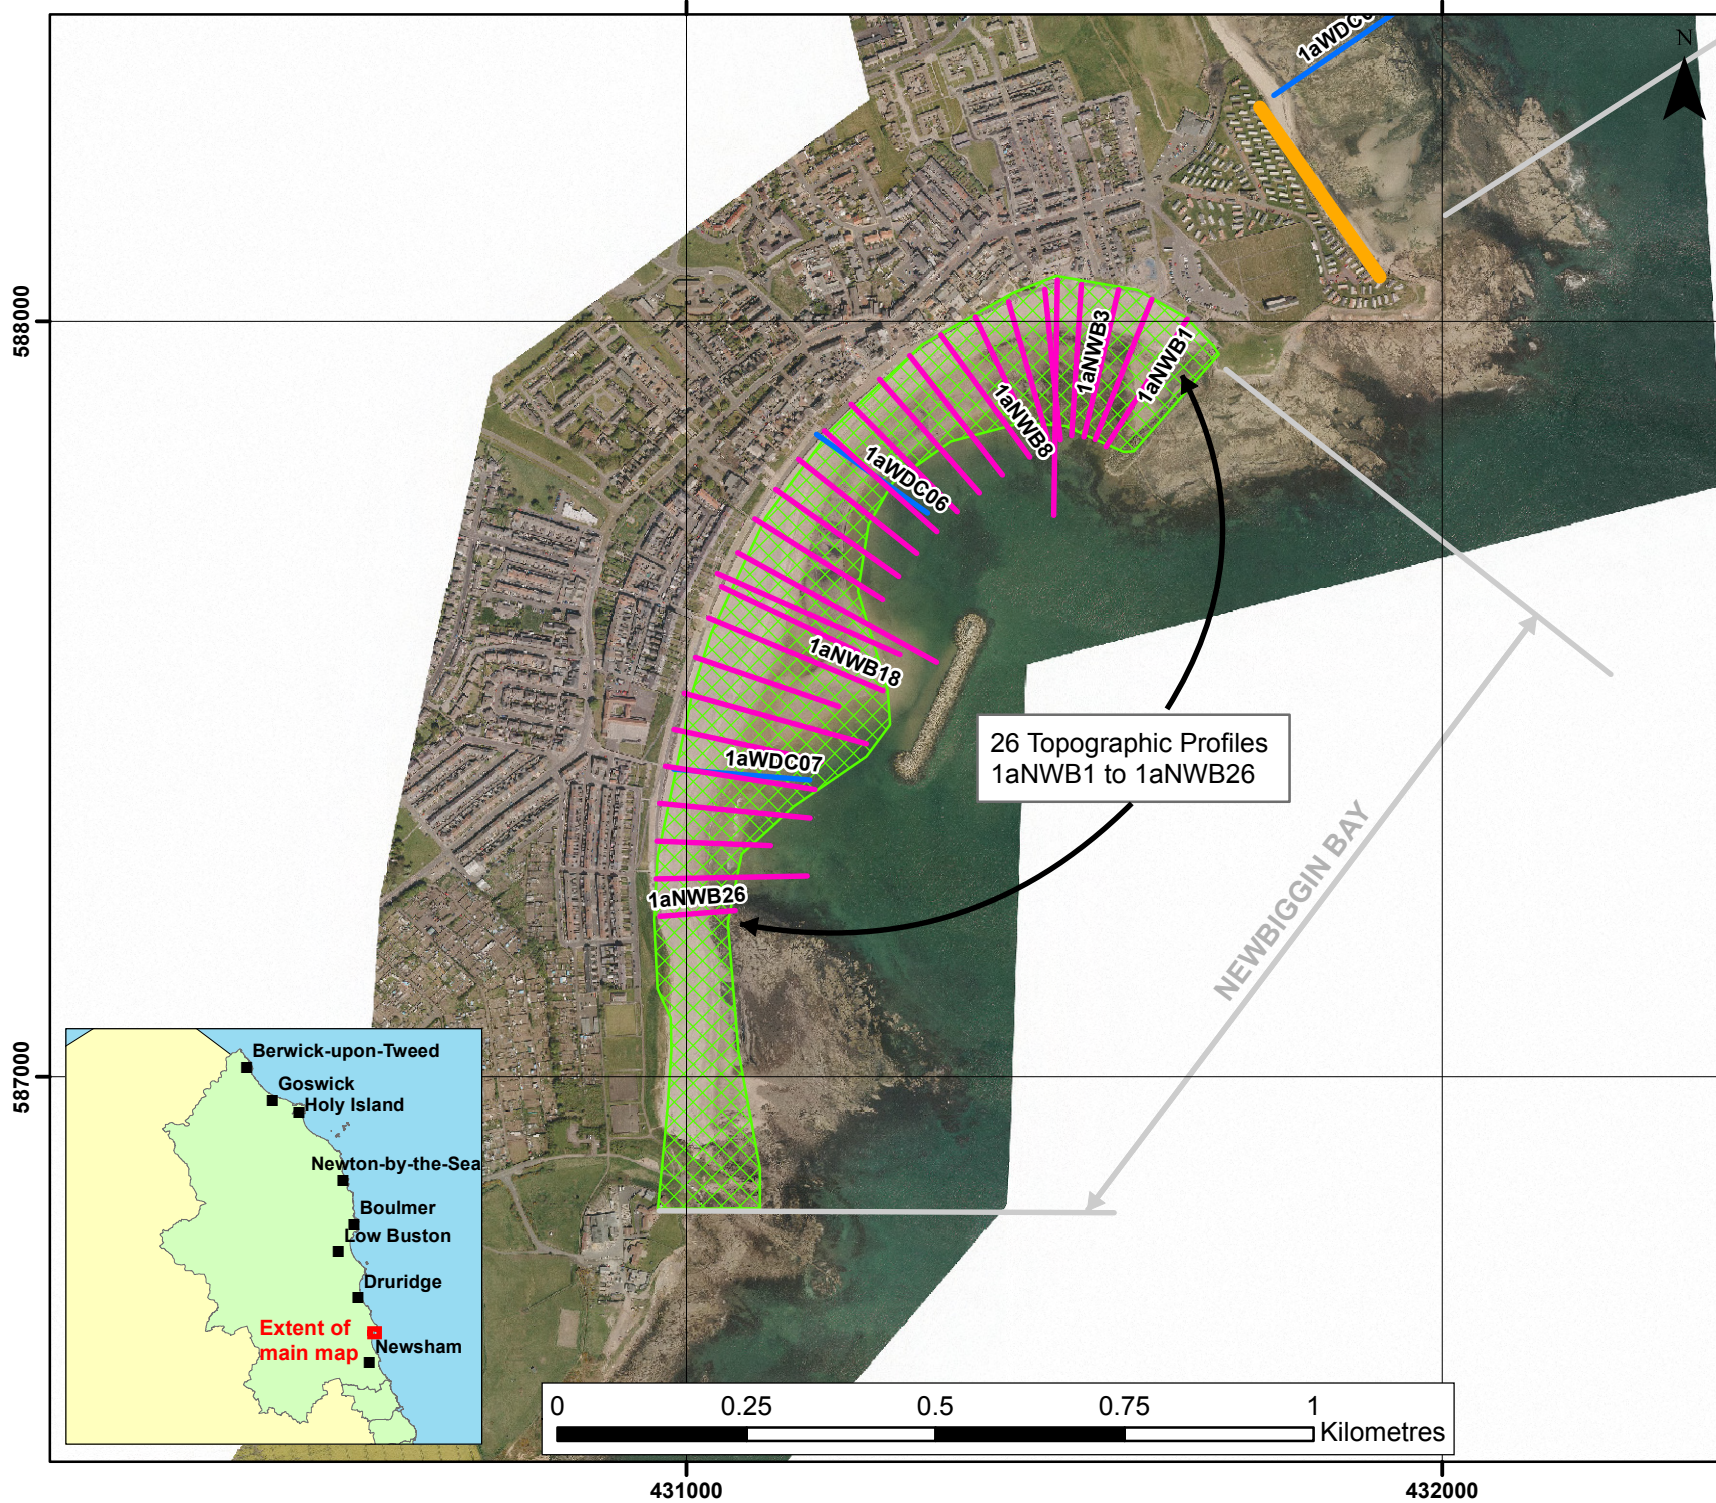 1aWDC0
N
588000
1aNWB3
1aNWB1
1aNWB8
1aWDC06
1aNWB18
26 Topographic Profiles
1aNWB1 to 1aNWB26
1aWDC07
NEWBIGGIN BAY
1aNWB26
587000
Berwick-upon-Tweed
Goswick
Holy Island
Newton-by-the-Sea
Boulmer
Low Buston
Druridge
Extent of
main map
Newsham
0 0.25 0.5 0.75 1
Kilometres
431000 432000